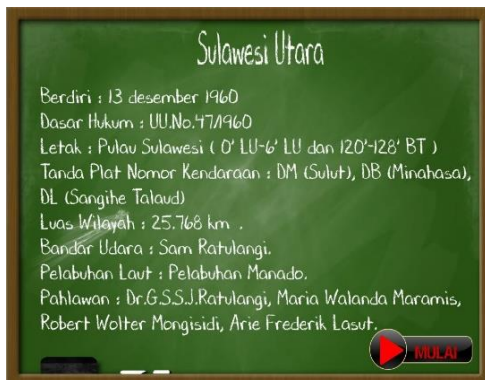 Sulawesi Utara
Berdiri : 13 desember 1960
Dasar Hukum : UU.No.47/1960
Letak : Pulau Sulawesi ( 0' LU-6' LU dan 120'-128' BT )
Tanda Plat Nomor Kendaraan : DM (Sulut), DB (Minahasa),
DL (Sangihe Talaud)
Luas Wilayah : 25.768 km .
Bandar Udara : Sam Ratulangi.
Pelabuhan Laut : Pelabuhan Manado.
Pahlawan : Dr.G.S.S.J.Ratulangi, Maria Walanda Maramis,
Robert Wolter Mongisidi, Arie Frederik Lasut.
MULAI